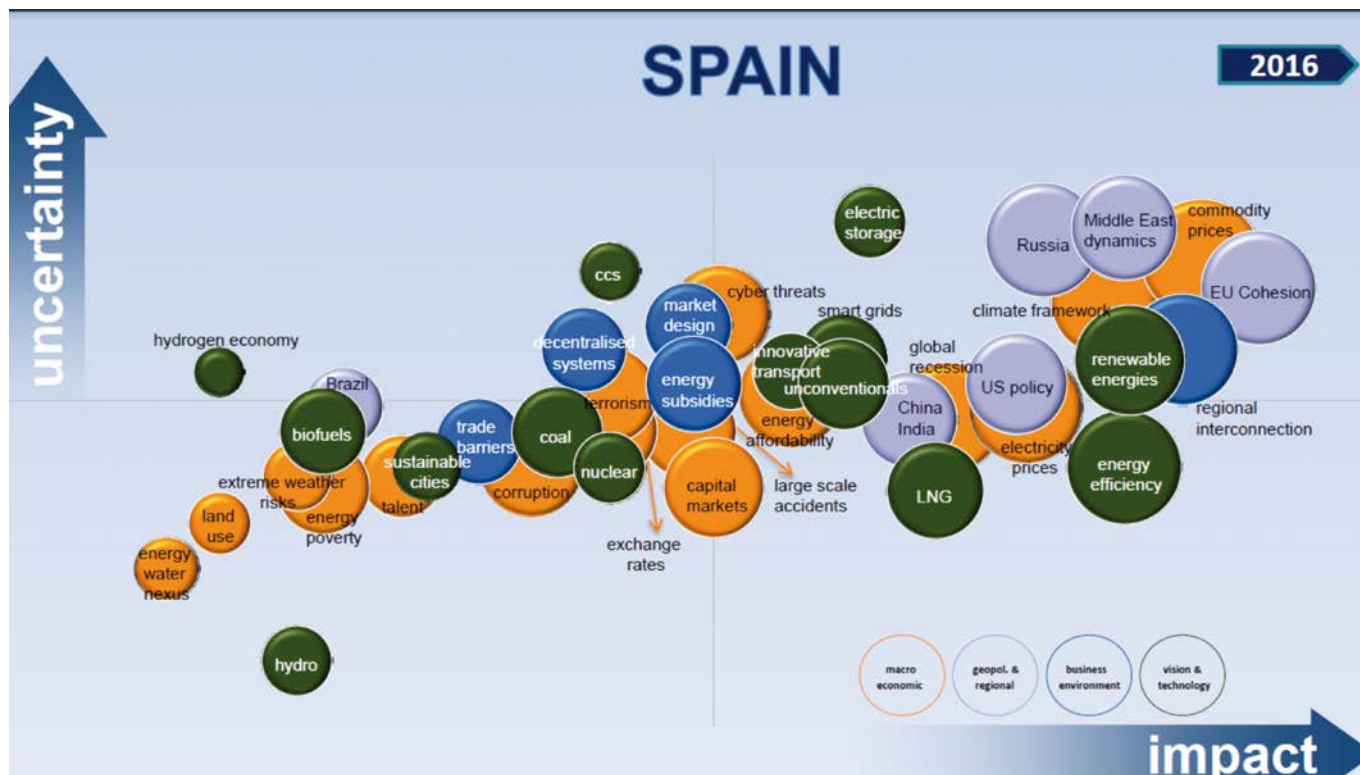 SPAIN
2016
uncertainty
electric
storage
Russia
Middle East
dynamics
commodity
prices
ccs
cyber threats
EU Cohesion
market
design
smart grids
climate framework
hydrogen economy
decentralised
systems
innovative
transport
global
recession
renewable
energies
Brazil
energy
subsidies
unconventionals
US policy
terrorism
China
India
regional
interconnection
biofuels
trade
barriers
coal
energy
affordability
electricity
prices
sustainable
cities
nuclear
energy
efficiency
extreme weather
risks
talent
corruption
capital
markets
large scale
accidents
LNG
land
use
energy
poverty
exchange
rates
energy
water
nexus
hydro
macro
economic
geopol. &
regional
business
environment
vision &
technology
impact